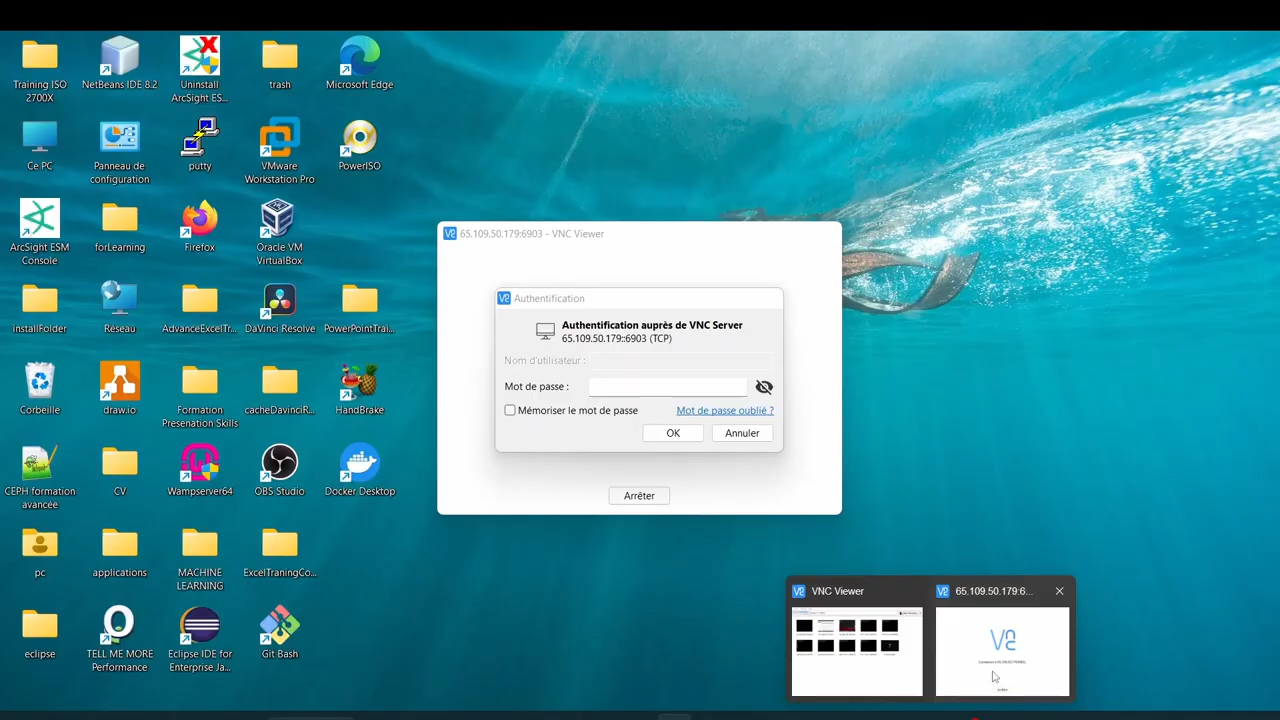 Training ISO
2700X
NetBeans IDE 8.2
Uninstall
ArcSight ES...
trash
Microsoft Edge
Ce PC
Panneau de
configuration
putty
VMware
Workstation Pro
PowerISO
ArcSight ESM
Console
forLearning
Firefox
Oracle VM
VirtualBox
installFolder
Réseau
AdvanceExcelTr...
DaVinci Resolve
PowerPointTrai...
Corbeille
draw.io
Formation
Presenation Skills
cacheDavinciR...
HandBrake
CEPH formation
avancée
CV
Wampserver64
OBS Studio
Docker Desktop
pc
applications
MACHINE
LEARNING
ExcelTraningCo...
eclipse
TELL ME MORE
Performance
Eclipse IDE for
Enterprise Ja...
Git Bash
65.109.50.179:6903 - VNC Viewer
Authentification
Authentification auprès de VNC Server
65.109.50.179::6903 (TCP)
Nom d'utilisateur :
Mot de passe :
Mémoriser le mot de passe
Mot de passe oublié ?
OK
Annuler
Arrêter
VNC Viewer
65.109.50.179:6...